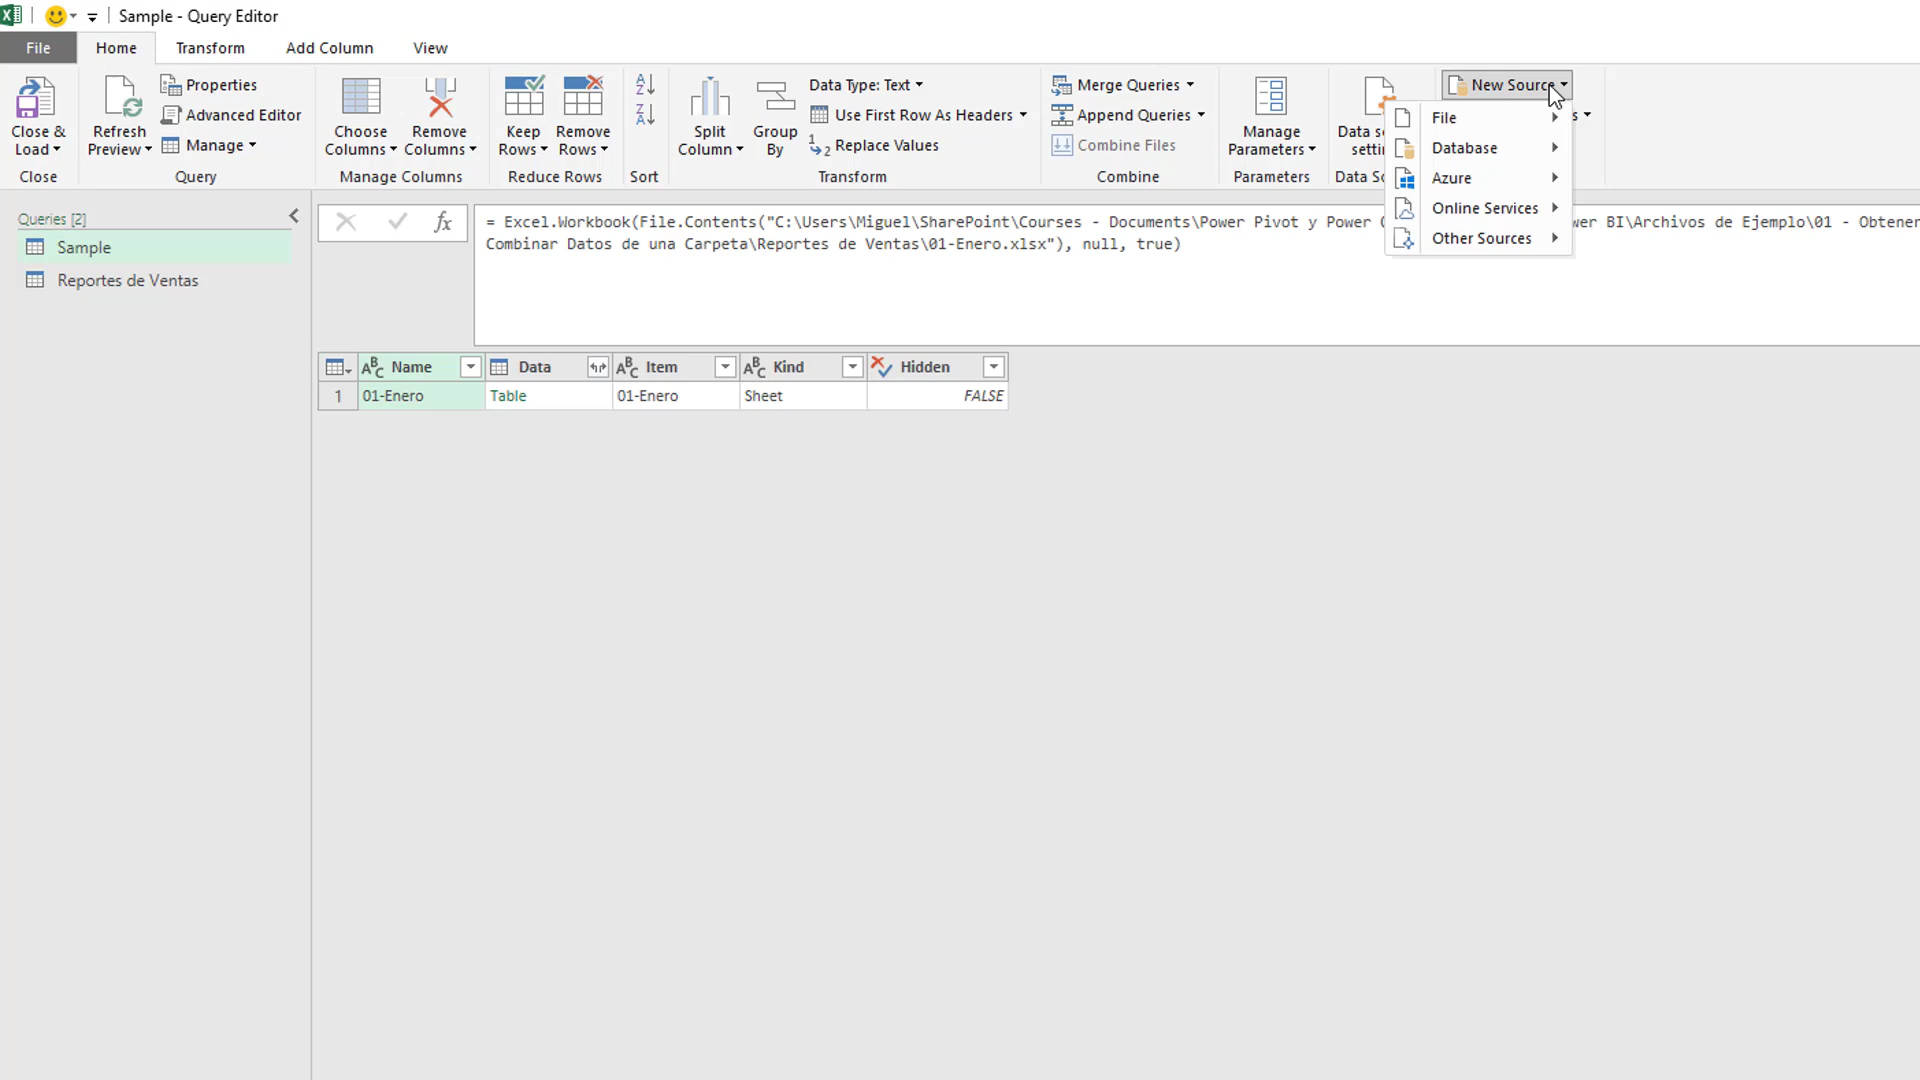 Sample - Query Editor
File Home Transform Add Column View
Close & Load
Refresh Preview
Properties
Advanced Editor
Manage
Choose Columns
Remove Columns
Keep Rows
Remove Rows
Split Column
Group By
Data Type: Text
Use First Row As Headers
Replace Values
Merge Queries
Append Queries
Combine Files
Manage Parameters
New Source
Close Query Manage Columns Reduce Rows Sort Transform Combine Parameters
File
Database
Azure
Online Services
Other Sources
Queries [2]
Sample
Reportes de Ventas
fx
= Excel.Workbook(File.Contents("C:\Users\Miguel\SharePoint\Courses - Documents\Power Pivot y Power BI\Archivos de Ejemplo\01 - Obtener
Combinar Datos de una Carpeta\Reportes de Ventas\01-Enero.xlsx"), null, true)
Name Data Item Kind Hidden
1 01-Enero Table 01-Enero Sheet FALSE